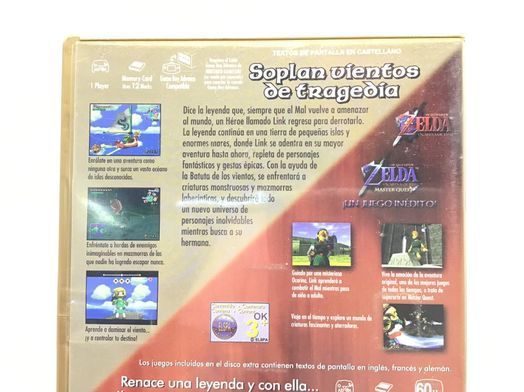 TEXTOS DE PANTALLA EN CASTELLANO
1 Player
Memory Card
12
Game Boy Advance
Compatible
Soplan vientos
de tragedia
Dice la leyenda que, siempre que el Mal vuelve a amenazar
al mundo, un Héroe llamado Link regresa para derrotarlo.
La leyenda continúa en una tierra de pequeñas islas y
enormes mares, donde Link se adentra en su mayor
aventura hasta ahora, repleta de personajes
fantásticos y gestas épicas. Con la ayuda de
la Batuta de los vientos, se enfrentará a
criaturas monstruosas y mazmorras
laberínticas, y descubrirá todo
un nuevo universo de
personajes inolvidables
mientras busca a su
hermana.
Enrólate en una aventura como
ninguna otra y surca un vasto océano
de islas desconocidas.
Enfréntate a hordas de enemigos
inimaginables en mazmorras de las
que nadie ha logrado escapar nunca.
Aprende a dominar el viento...
¡y a controlar tu destino!
ZELDA
ZELDA
MASTER QUEST
¡UN JUEGO INÉDITO!
Guiado por una misteriosa
Ocarina, Link aprenderá a
combatir el Mal mientras pasa
de niño a adulto.
Vive la emoción de la aventura
original, uno de los mejores juegos
de todos los tiempos, o trata de
superarte en Master Quest.
Viaja en el tiempo y explora un mundo de
criaturas fascinantes y aterradoras.
ELSPA
OK
3+
© ELSPA
Los juegos incluidos en el disco extra contienen textos de pantalla en inglés, francés y alemán.
Renace una leyenda y con ella...
60